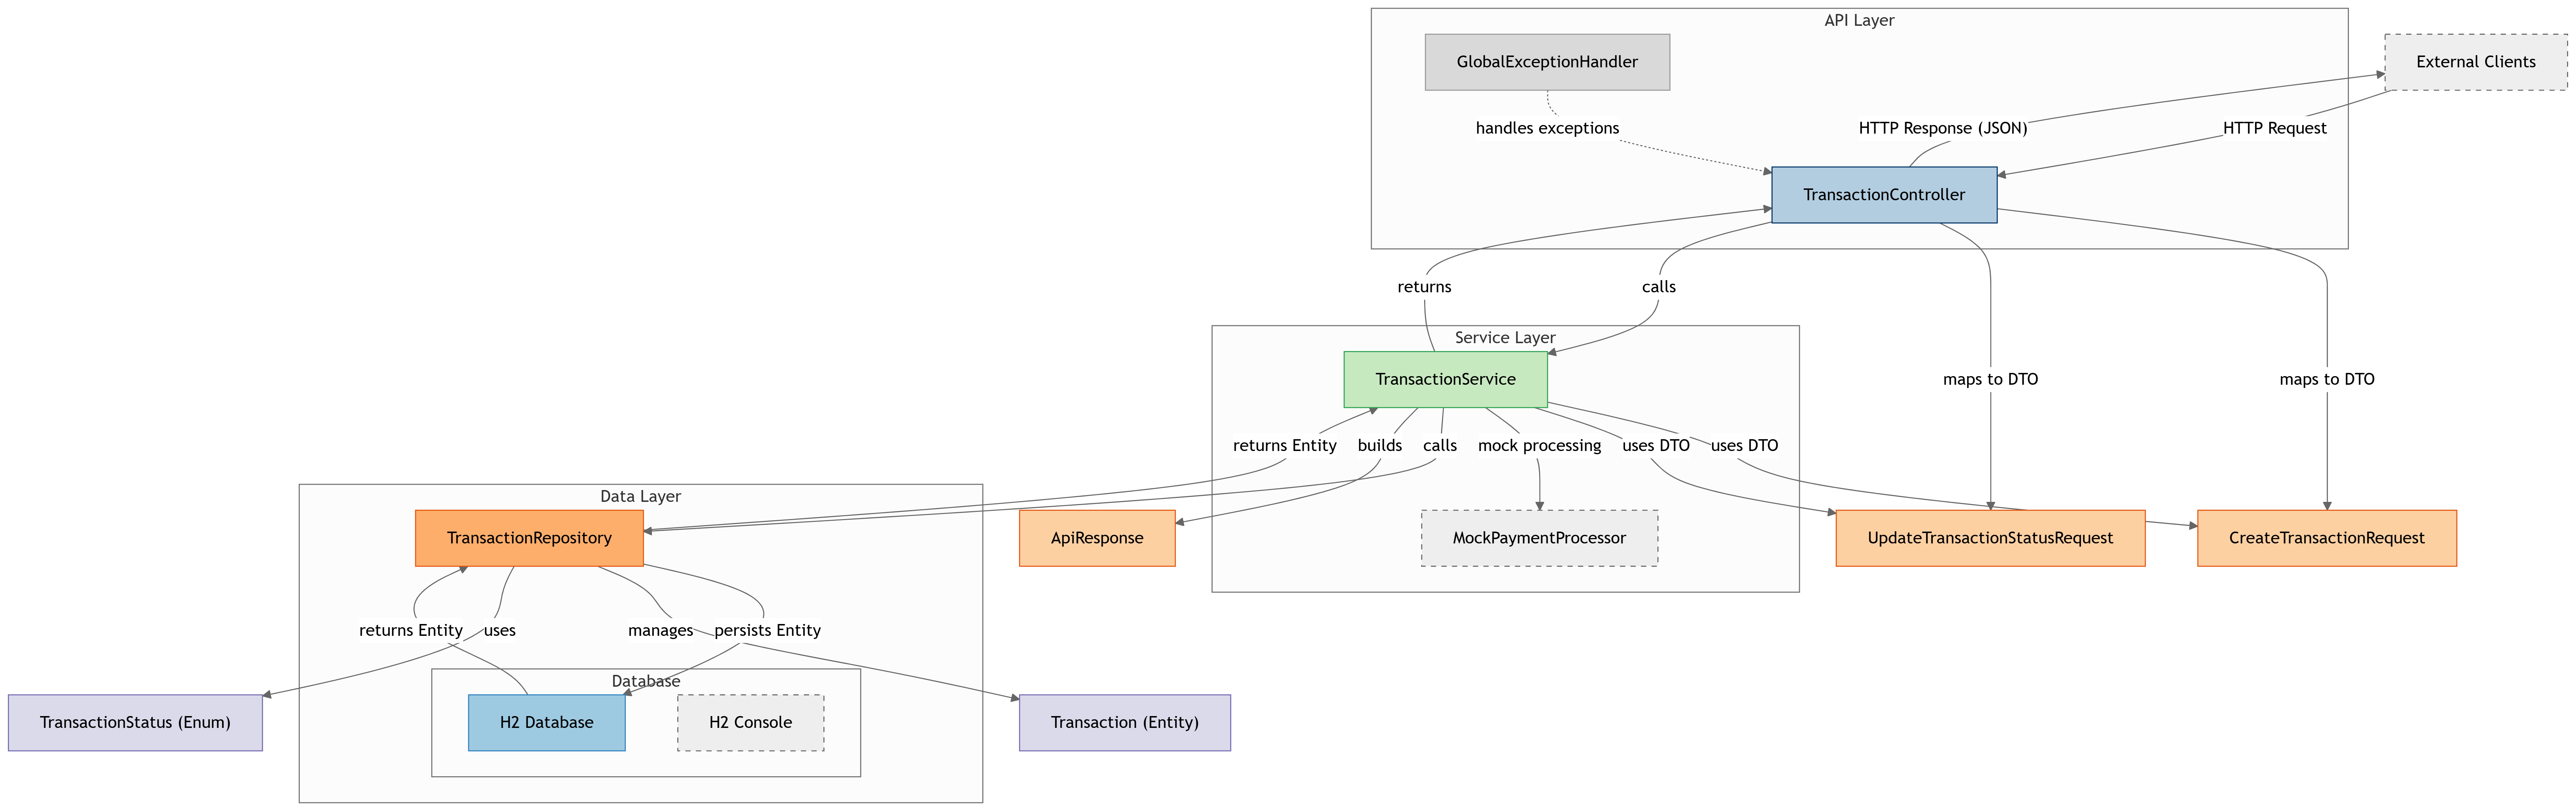 API Layer
GlobalExceptionHandler
External Clients
handles exceptions
HTTP Response (JSON)
HTTP Request
TransactionController
returns
calls
Service Layer
TransactionService
maps to DTO
maps to DTO
returns Entity
builds
calls
mock processing
uses DTO
uses DTO
Data Layer
TransactionRepository
ApiResponse
MockPaymentProcessor
UpdateTransactionStatusRequest
CreateTransactionRequest
returns Entity
uses
manages
persists Entity
Database
TransactionStatus (Enum)
H2 Database
H2 Console
Transaction (Entity)